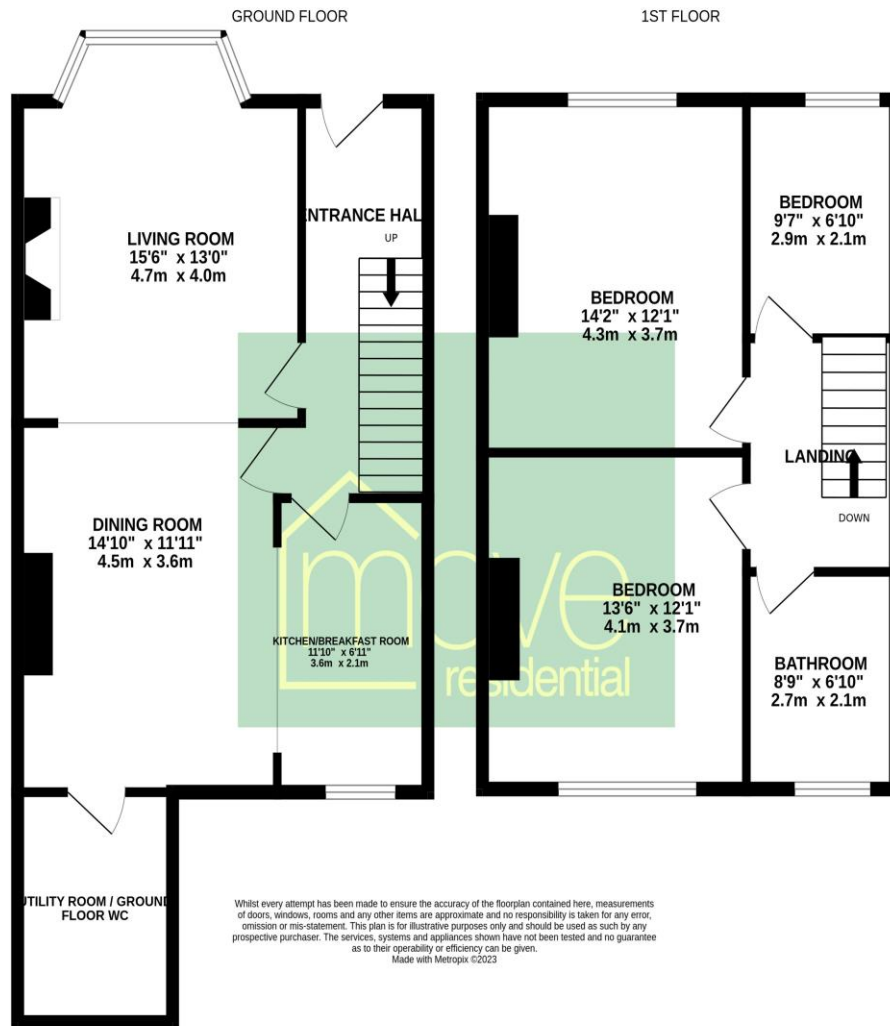 GROUND FLOOR
1ST FLOOR
LIVING ROOM
15'6" x 13'0"
4.7m x 4.0m
ENTRANCE HALL
UP
BEDROOM
14'2" x 12'1"
4.3m x 3.7m
BEDROOM
9'7" x 6'10"
2.9m x 2.1m
LANDING
DOWN
DINING ROOM
14'10" x 11'11"
4.5m x 3.6m
KITCHEN/BREAKFAST ROOM
11'10" x 6'11"
3.6m x 2.1m
BEDROOM
13'6" x 12'1"
4.1m x 3.7m
BATHROOM
8'9" x 6'10"
2.7m x 2.1m
move
residential
UTILITY ROOM / GROUND
FLOOR WC
Whilst every attempt has been made to ensure the accuracy of the floorplan contained here, measurements
of doors, windows, rooms and any other items are approximate and no responsibility is taken for any error,
omission or mis-statement. This plan is for illustrative purposes only and should be used as such by any
prospective purchaser. The services, systems and appliances shown have not been tested and no guarantee
as to their operability or efficiency can be given.
Made with Metropix ©2023